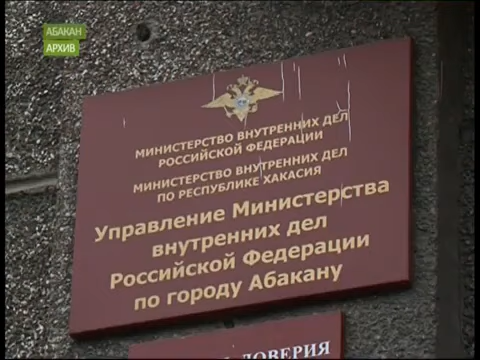 АБАКАН
АРХИВ
МИНИСТЕРСТВО ВНУТРЕННИХ ДЕЛ
РОССИЙСКОЙ ФЕДЕРАЦИИ
МИНИСТЕРСТВО ВНУТРЕННИХ ДЕЛ
ПО РЕСПУБЛИКЕ ХАКАСИЯ
Управление Министерства
внутренних дел
Российской Федерации
по городу Абакану
ДОВЕРИЯ